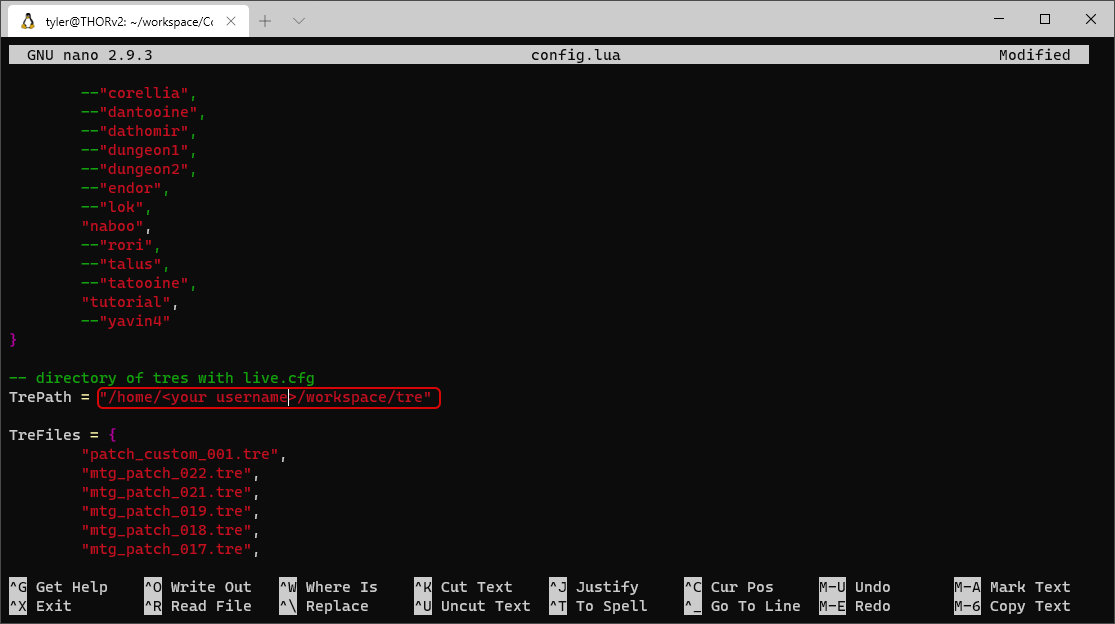 tyler@THORv2: ~/workspace/Co
GNU nano 2.9.3 config.lua Modified
--"corellia",
--"dantooine",
--"dathomir",
--"dungeon1",
--"dungeon2",
--"endor",
--"lok",
"naboo",
--"rori",
--"talus",
--"tatooine",
"tutorial",
--"yavin4"
}
-- directory of tres with live.cfg
TrePath = "/home/<your username>/workspace/tre"
TreFiles = {
"patch_custom_001.tre",
"mtg_patch_022.tre",
"mtg_patch_021.tre",
"mtg_patch_019.tre",
"mtg_patch_018.tre",
"mtg_patch_017.tre",
^G Get Help ^O Write Out ^W Where Is ^K Cut Text ^J Justify ^C Cur Pos M-U Undo M-A Mark Text
^X Exit ^R Read File ^\ Replace ^U Uncut Text ^T To Spell ^_ Go To Line M-E Redo M-6 Copy Text